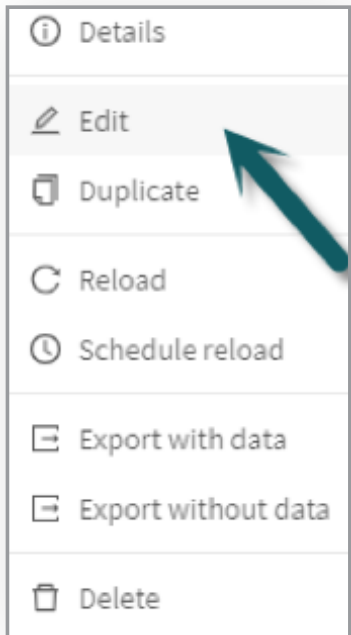 Details
Edit
Duplicate
Reload
Schedule reload
Export with data
Export without data
Delete